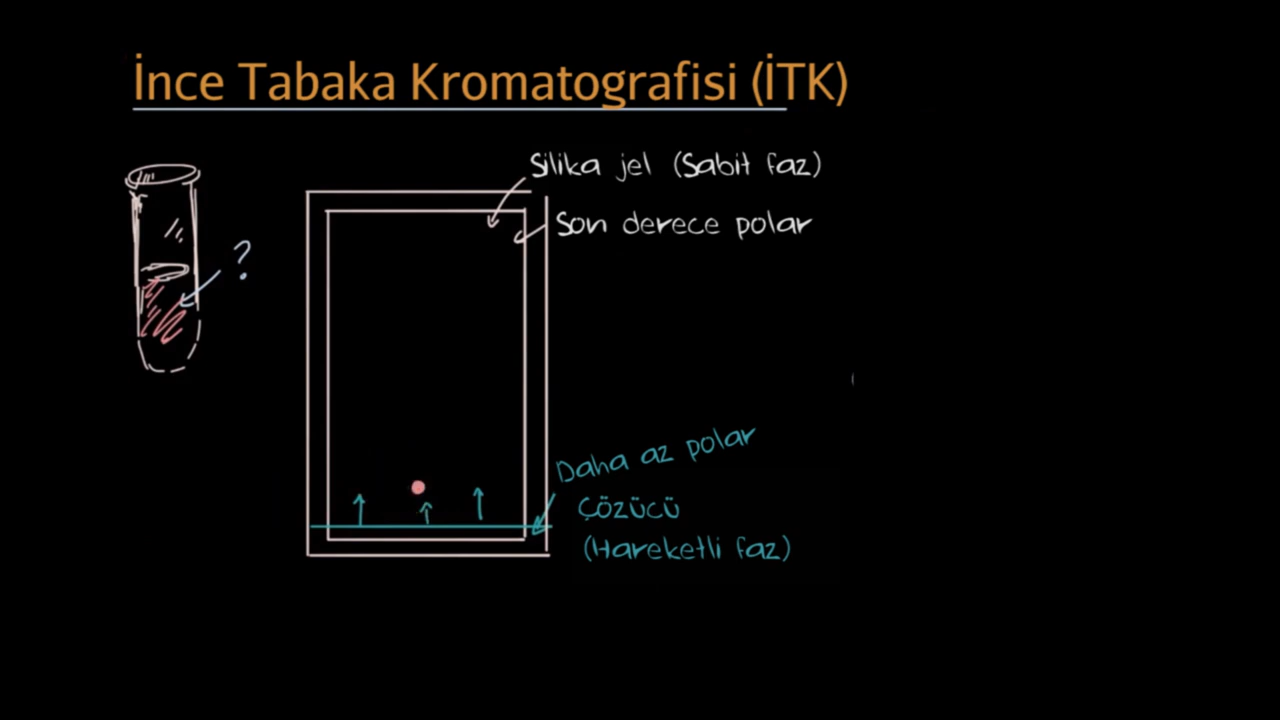 İnce Tabaka Kromatografisi (İTK)
Silika jel (Sabit faz)
Son derece polar
?
Daha az polar
Çözücü
(Hareketli faz)